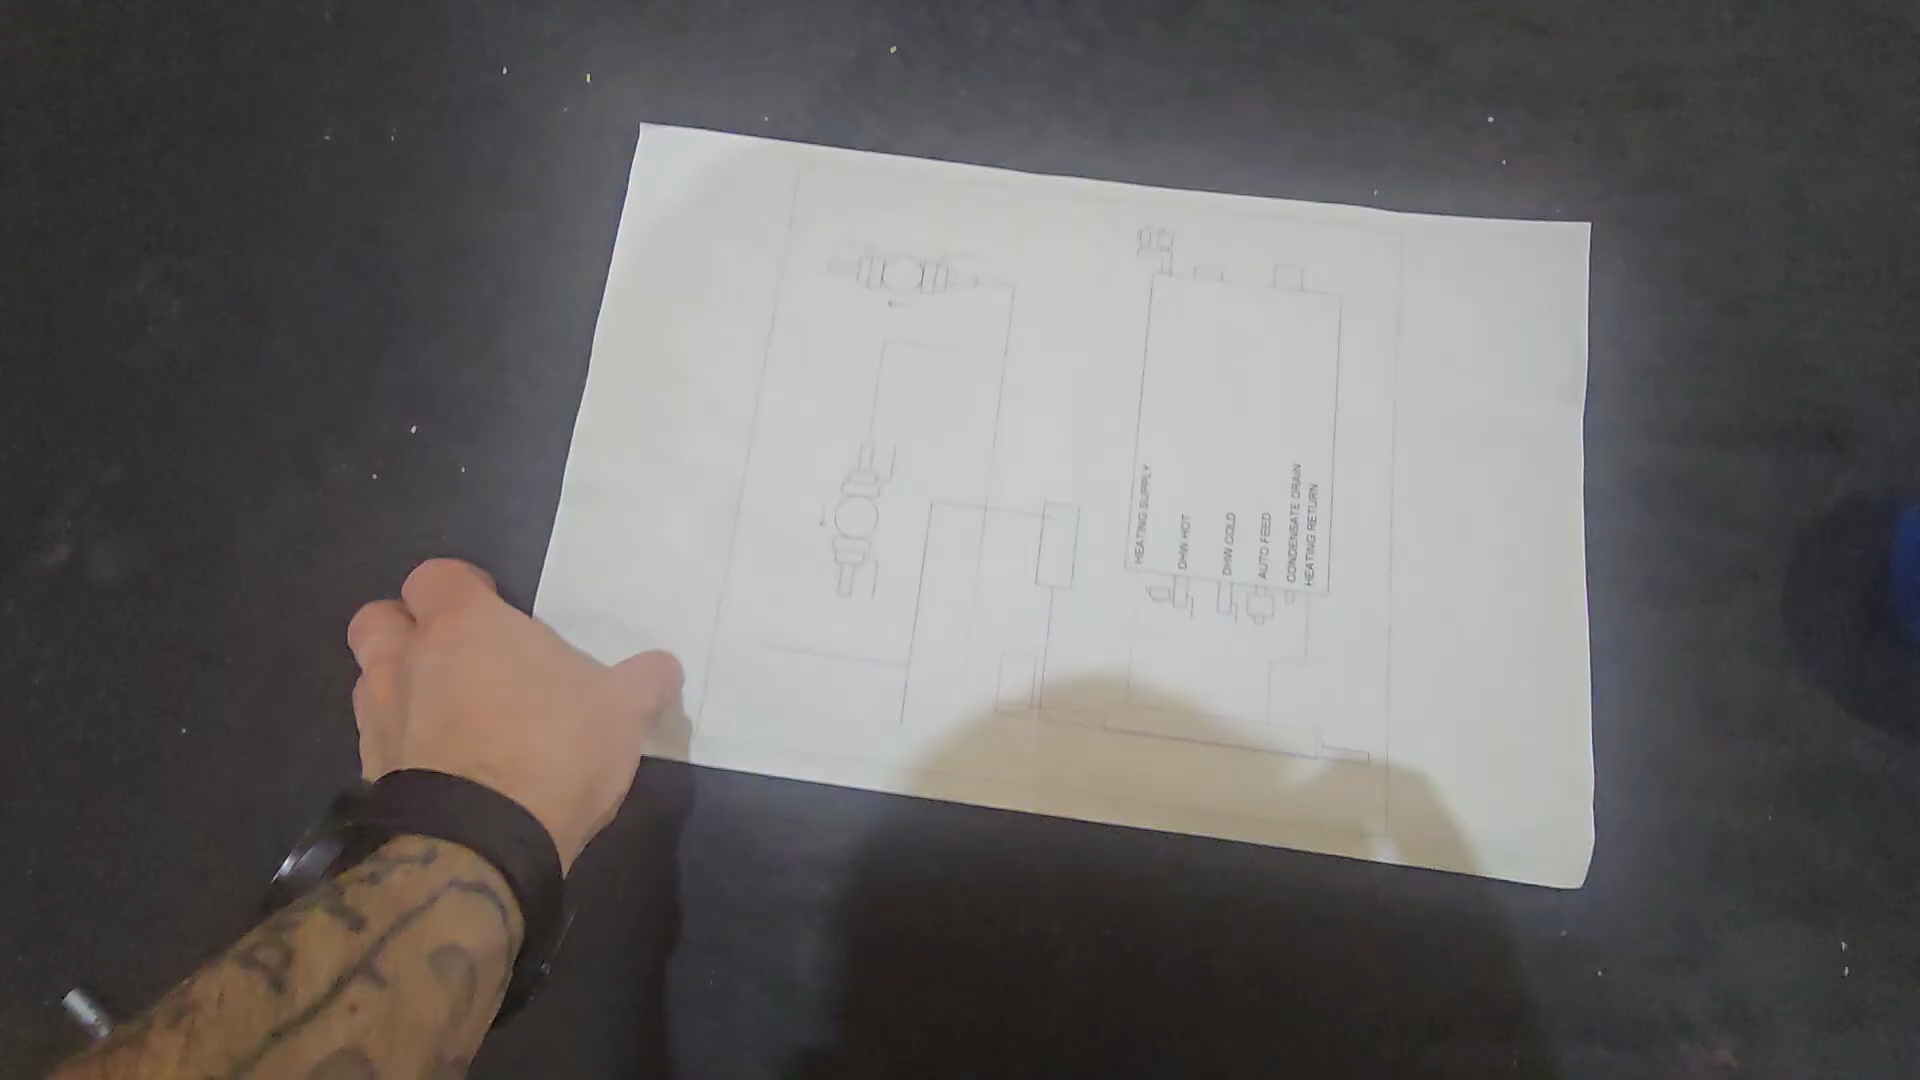 HEATING SUPPLY
DHW HOT
DHW COLD
AUTO FEED
CONDENSATE DRAIN
HEATING RETURN